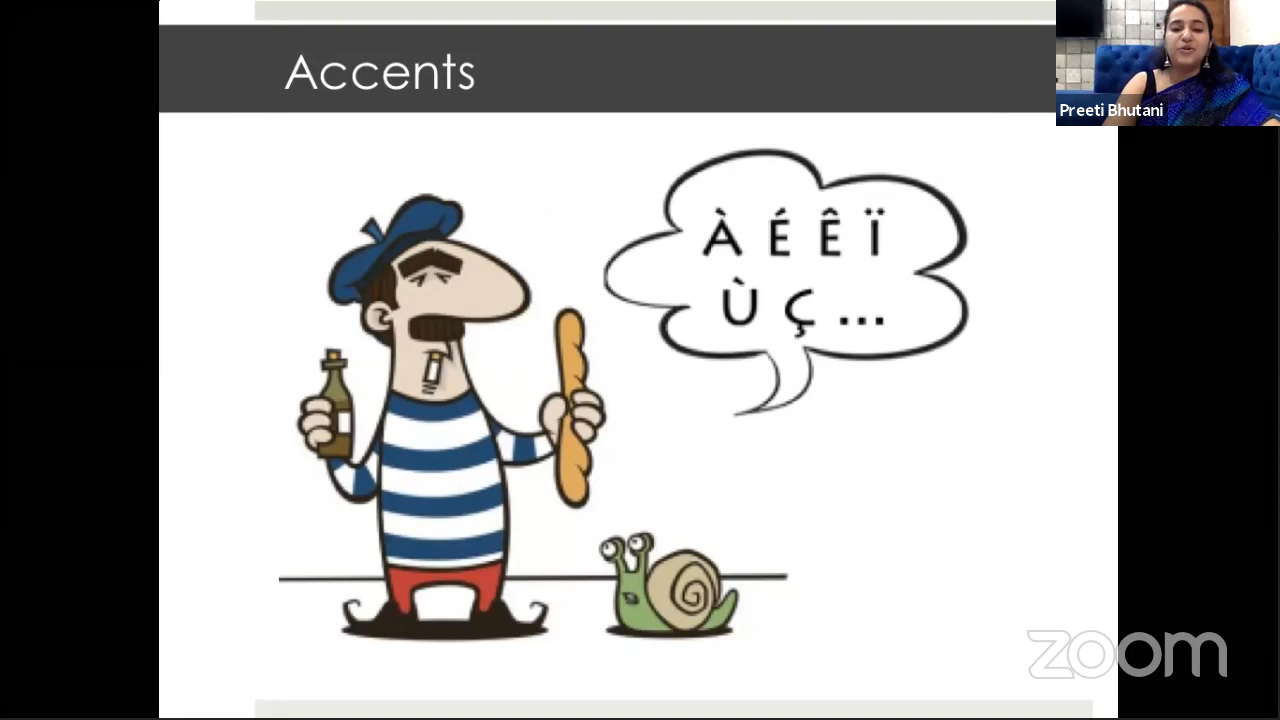 Accents
Preeti Bhutani
À É Ê Ï
Ù Ç ...
zoom